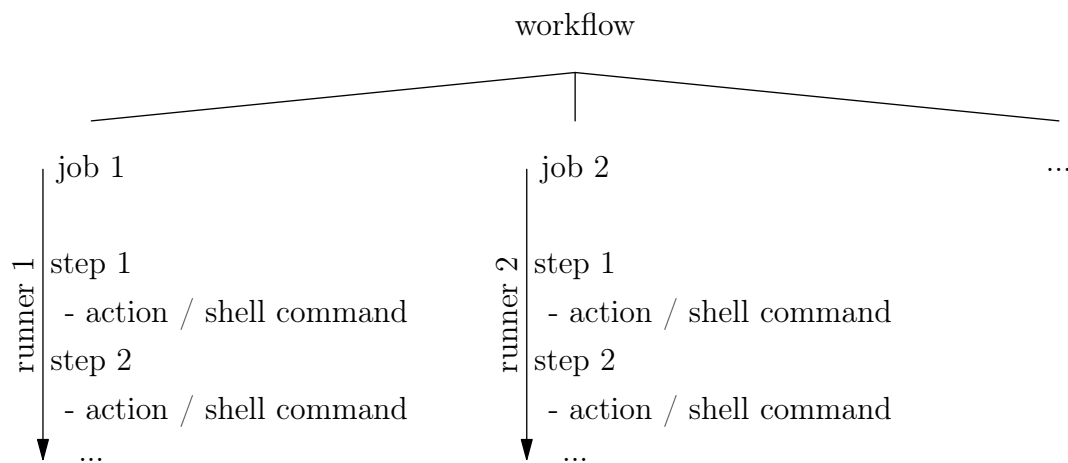 workflow
job 1
job 2
...
runner 1
step 1
- action / shell command
step 2
- action / shell command
...
runner 2
step 1
- action / shell command
step 2
- action / shell command
...